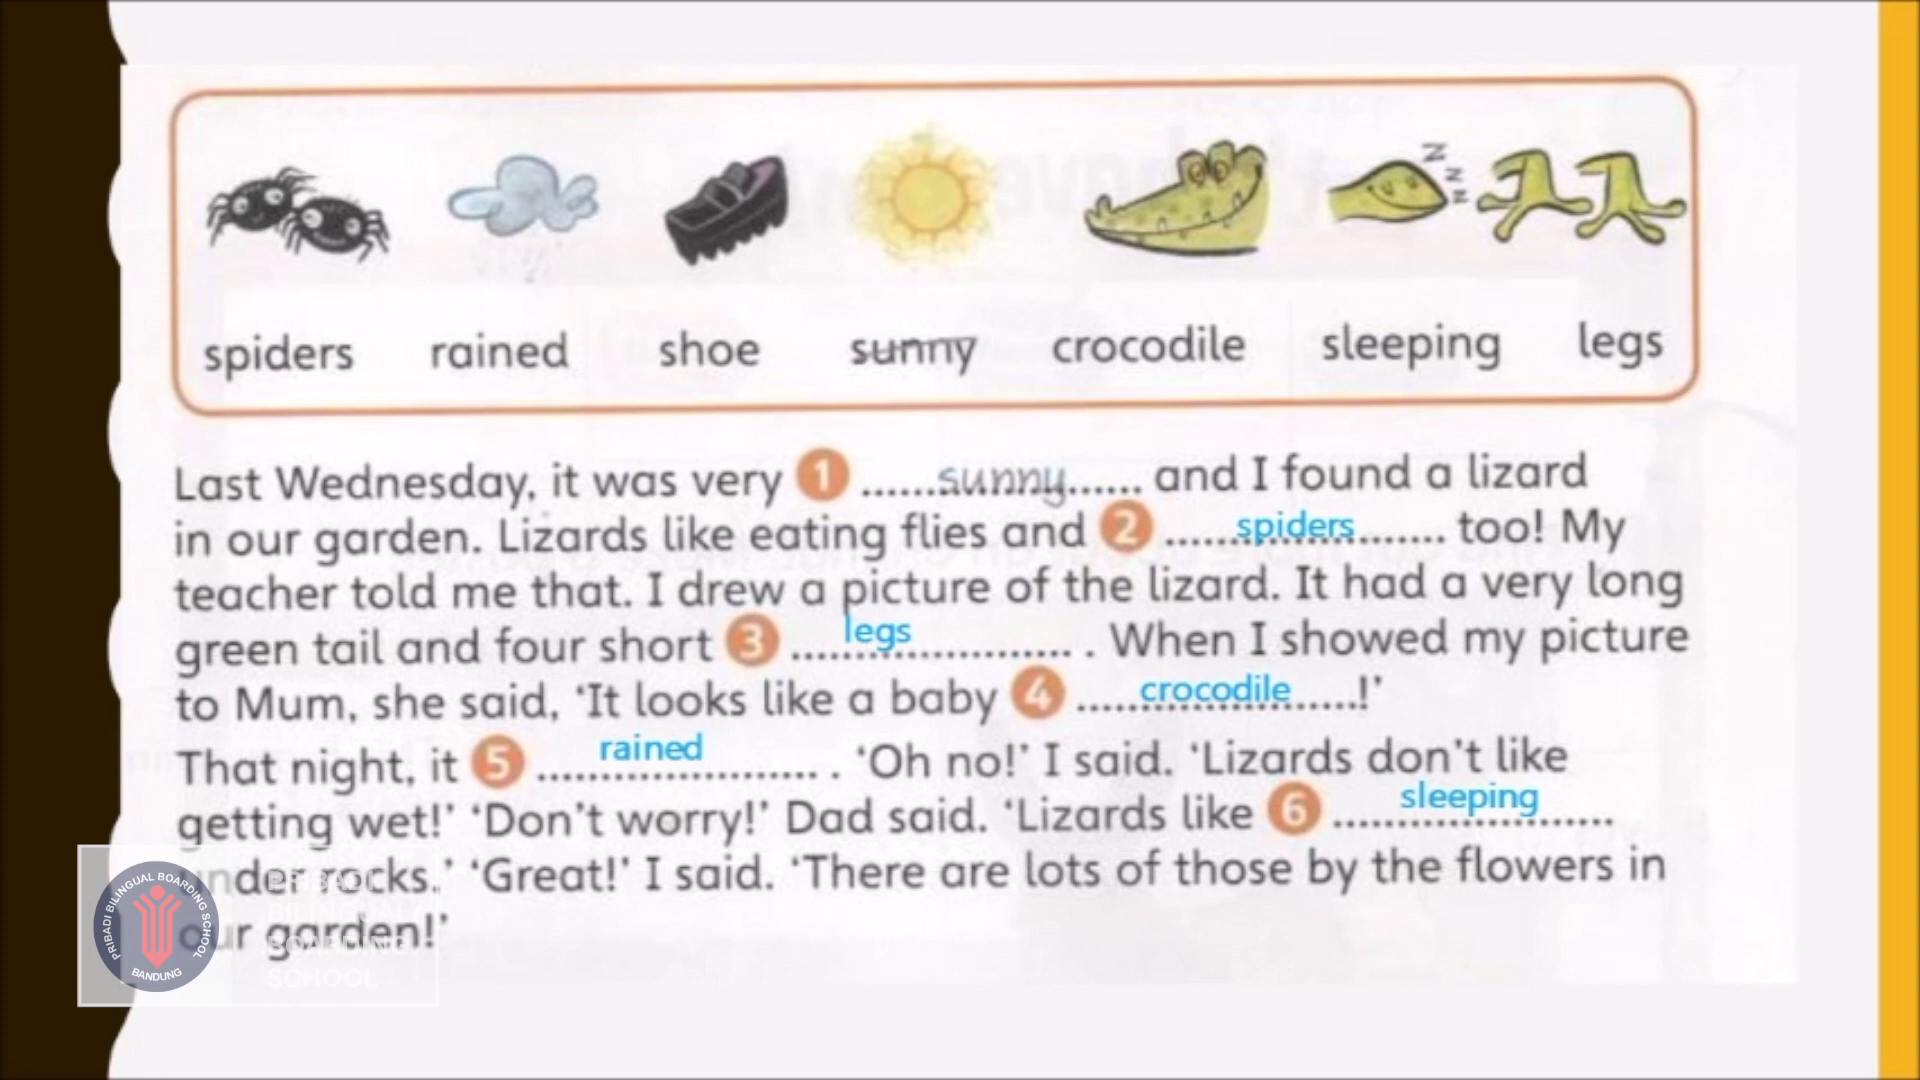 spiders rained shoe sunny crocodile sleeping legs
Last Wednesday, it was very 1 ......sunny...... and I found a lizard
in our garden. Lizards like eating flies and 2 ......spiders...... too! My
teacher told me that. I drew a picture of the lizard. It had a very long
green tail and four short 3 ......legs...... . When I showed my picture
to Mum, she said, ‘It looks like a baby 4 ......crocodile......!’
That night, it 5 ......rained...... . ‘Oh no!’ I said. ‘Lizards don’t like
getting wet!’ ‘Don’t worry!’ Dad said. ‘Lizards like 6 ......sleeping......
under rocks.’ ‘Great!’ I said. ‘There are lots of those by the flowers in
our garden!’
PRIBADI BILINGUAL BOARDING SCHOOL
BANDUNG
PRIBADI
BILINGUAL
BOARDING
SCHOOL